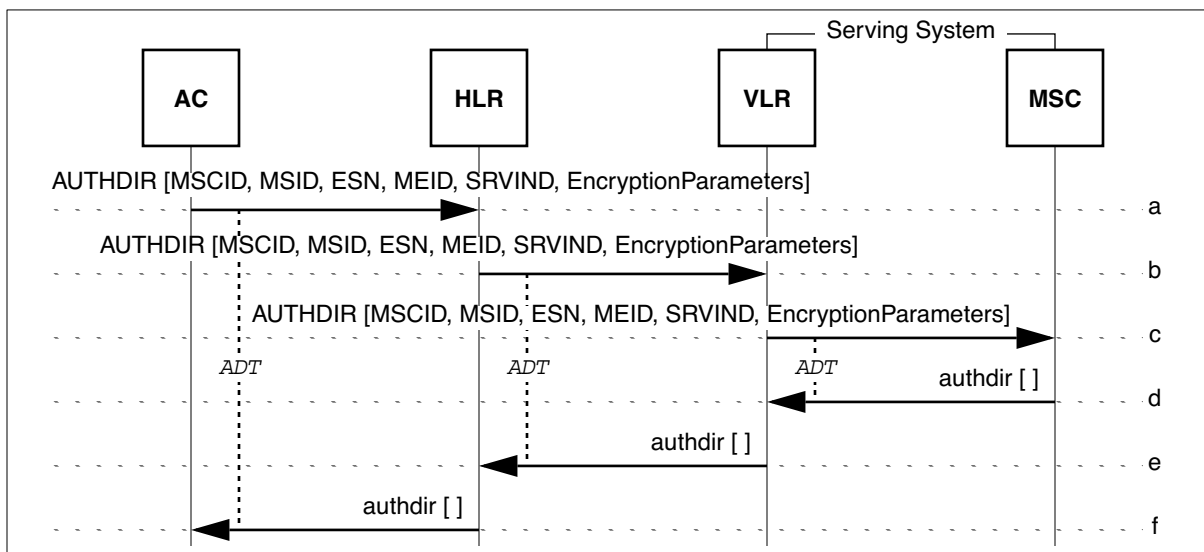 Serving System
AC
HLR
VLR
MSC
AUTHDIR [MSCID, MSID, ESN, MEID, SRVIND, EncryptionParameters]
a
AUTHDIR [MSCID, MSID, ESN, MEID, SRVIND, EncryptionParameters]
b
AUTHDIR [MSCID, MSID, ESN, MEID, SRVIND, EncryptionParameters]
c
ADT
ADT
ADT
authdir [ ]
d
authdir [ ]
e
authdir [ ]
f